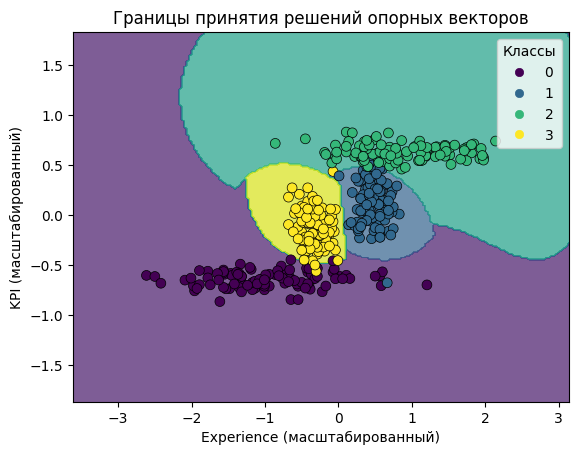 Границы принятия решений опорных векторов
Классы
0
1
2
3
KPI (масштабированный)
1.5
1.0
0.5
0.0
−0.5
−1.0
−1.5
−3 −2 −1 0 1 2 3
Experience (масштабированный)